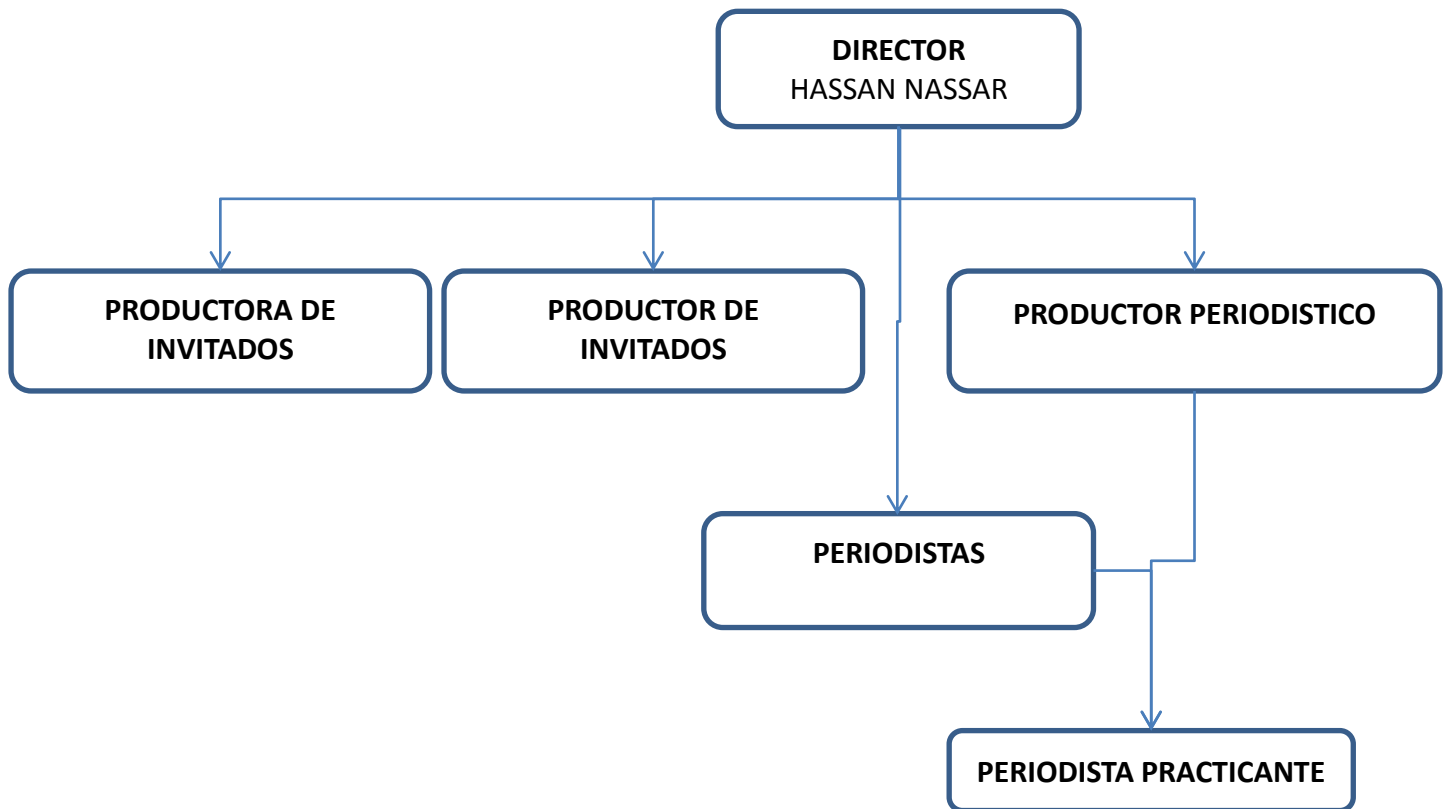 DIRECTOR
HASSAN NASSAR
PRODUCTORA DE
INVITADOS
PRODUCTOR DE
INVITADOS
PRODUCTOR PERIODISTICO
PERIODISTAS
PERIODISTA PRACTICANTE